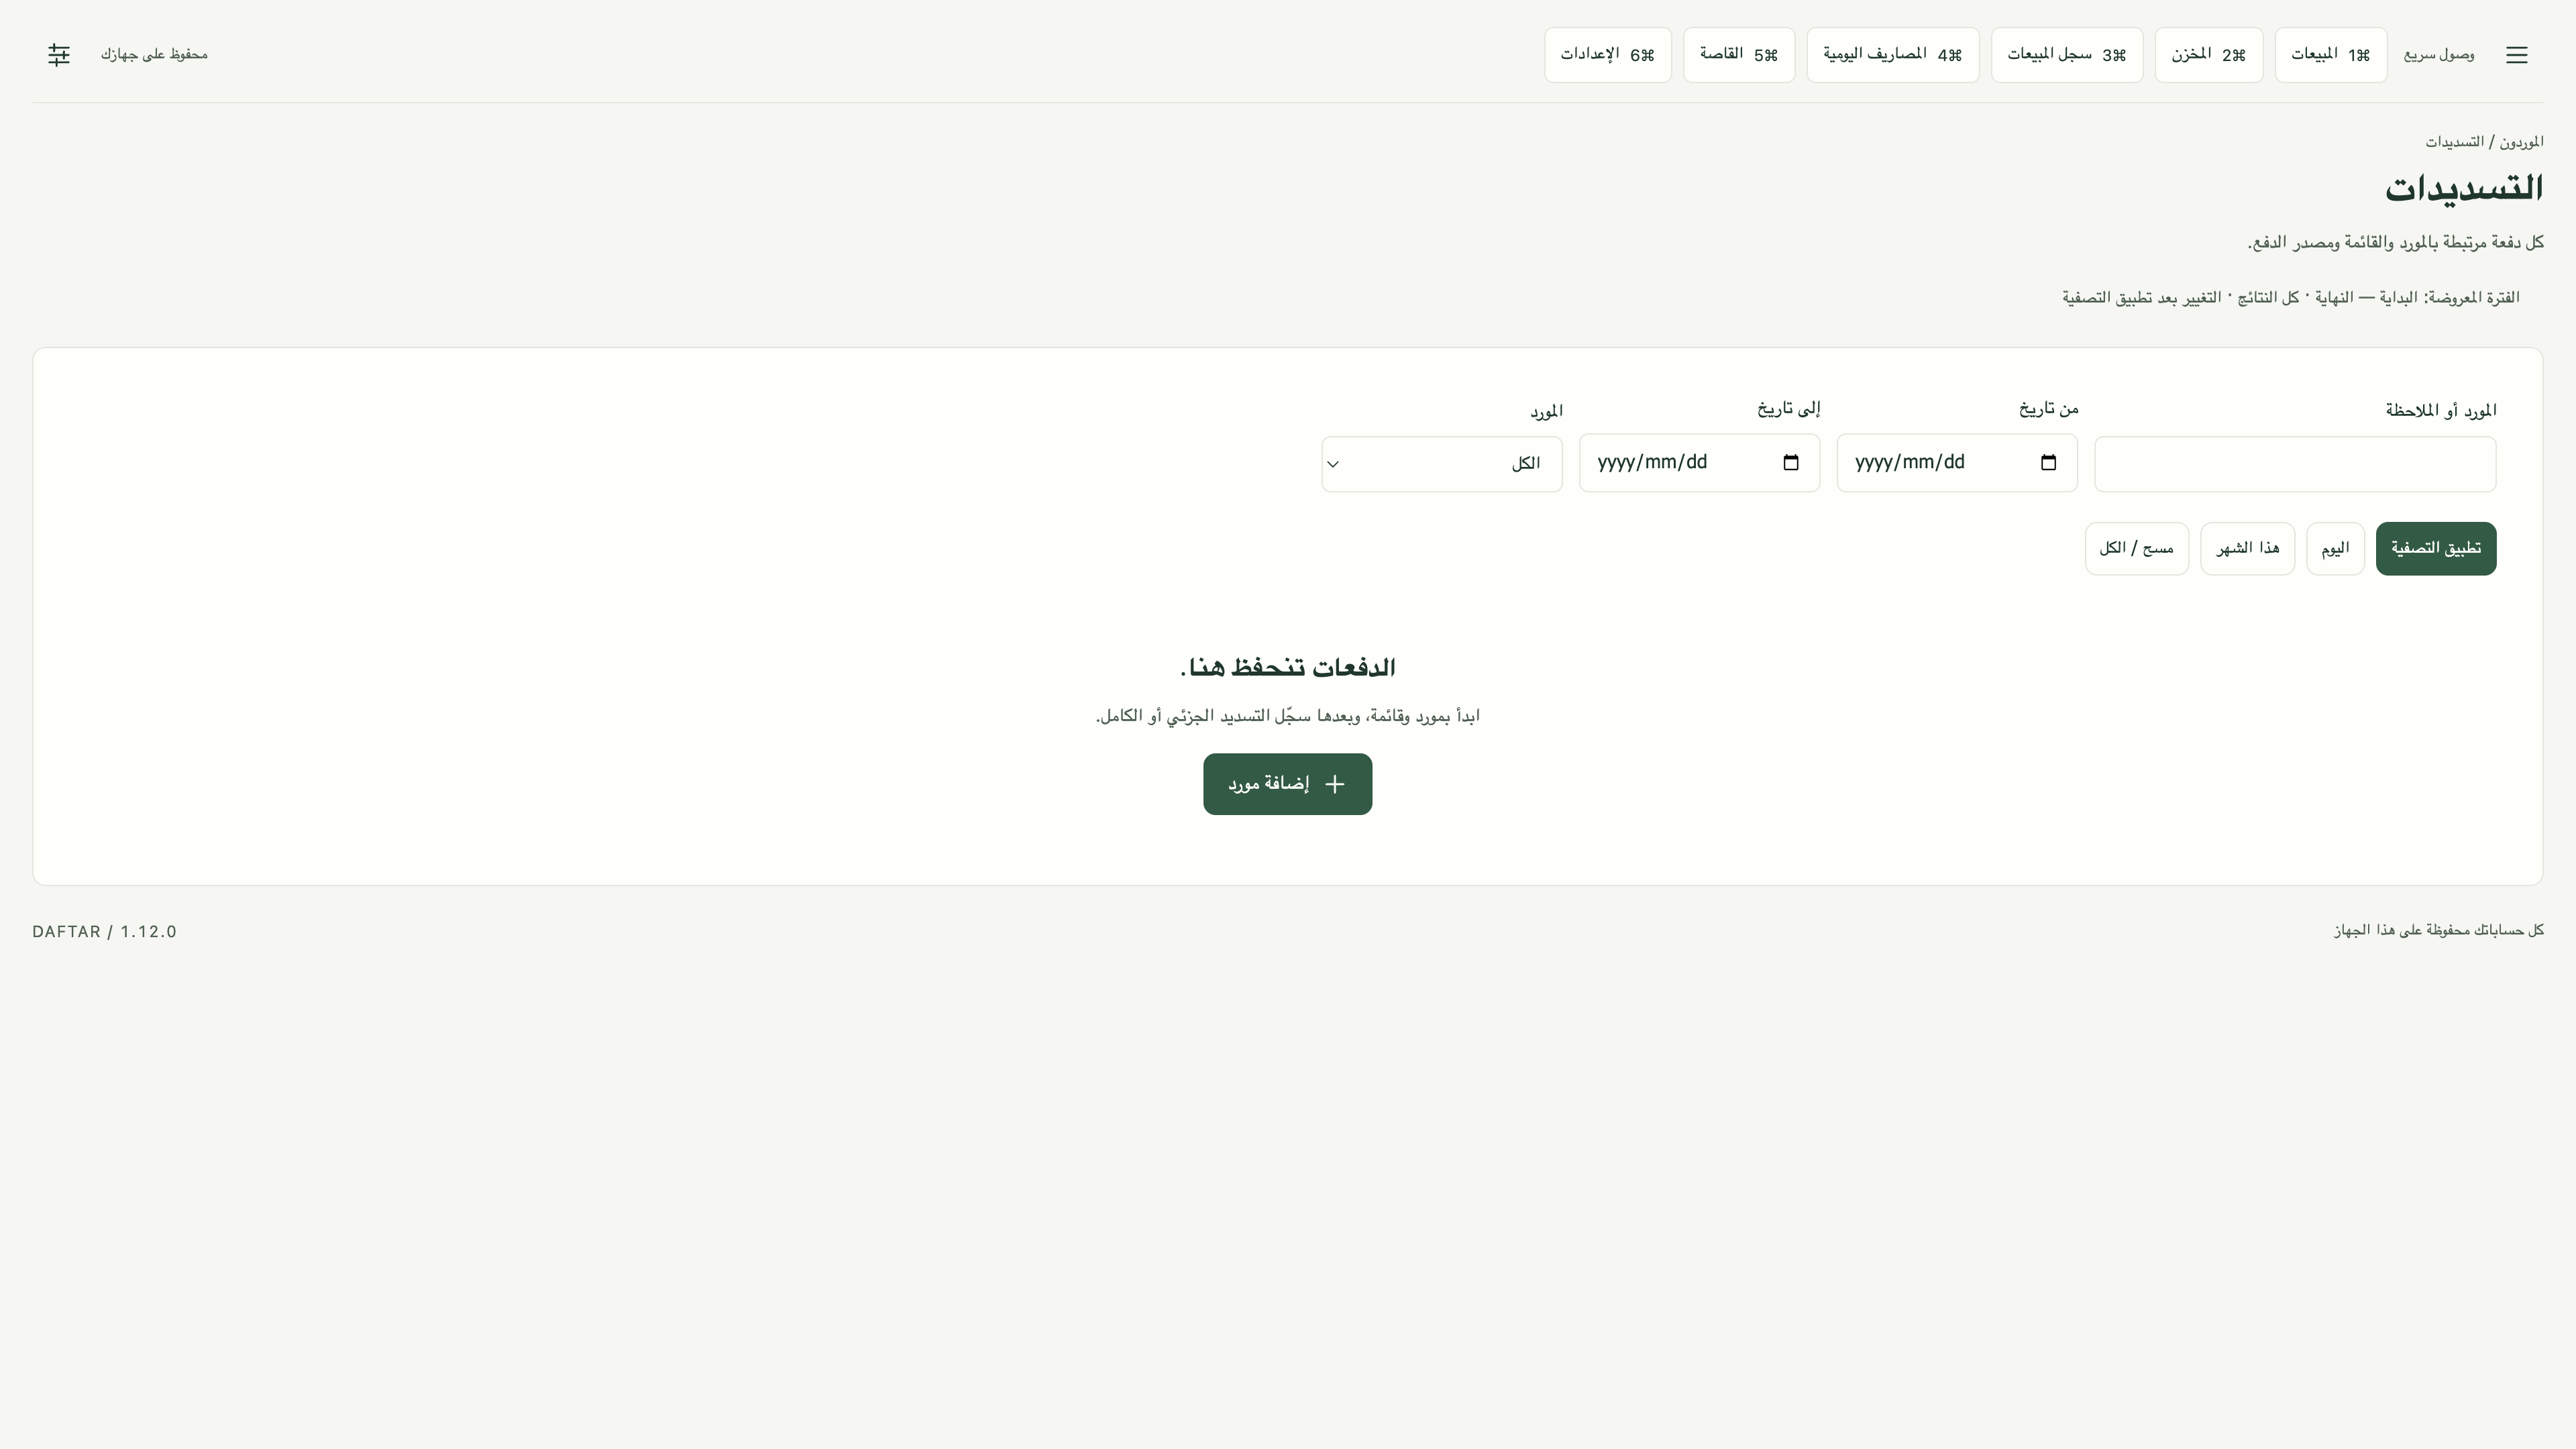 وصول سريع
⌘1 المبيعات
⌘2 المخزن
⌘3 سجل المبيعات
⌘4 المصاريف اليومية
⌘5 القاصة
⌘6 الإعدادات
محفوظ على جهازك
الموردون / التسديدات
التسديدات
كل دفعة مرتبطة بالمورد والقائمة ومصدر الدفع.
الفترة المعروضة: البداية — النهاية · كل النتائج · التغيير بعد تطبيق التصفية
المورد أو الملاحظة
من تاريخ
إلى تاريخ
المورد
yyyy/mm/dd
yyyy/mm/dd
الكل
تطبيق التصفية
اليوم
هذا الشهر
مسح / الكل
الدفعات تنحفظ هنا.
ابدأ بمورد وقائمة، وبعدها سجّل التسديد الجزئي أو الكامل.
إضافة مورد
كل حساباتك محفوظة على هذا الجهاز
DAFTAR / 1.12.0